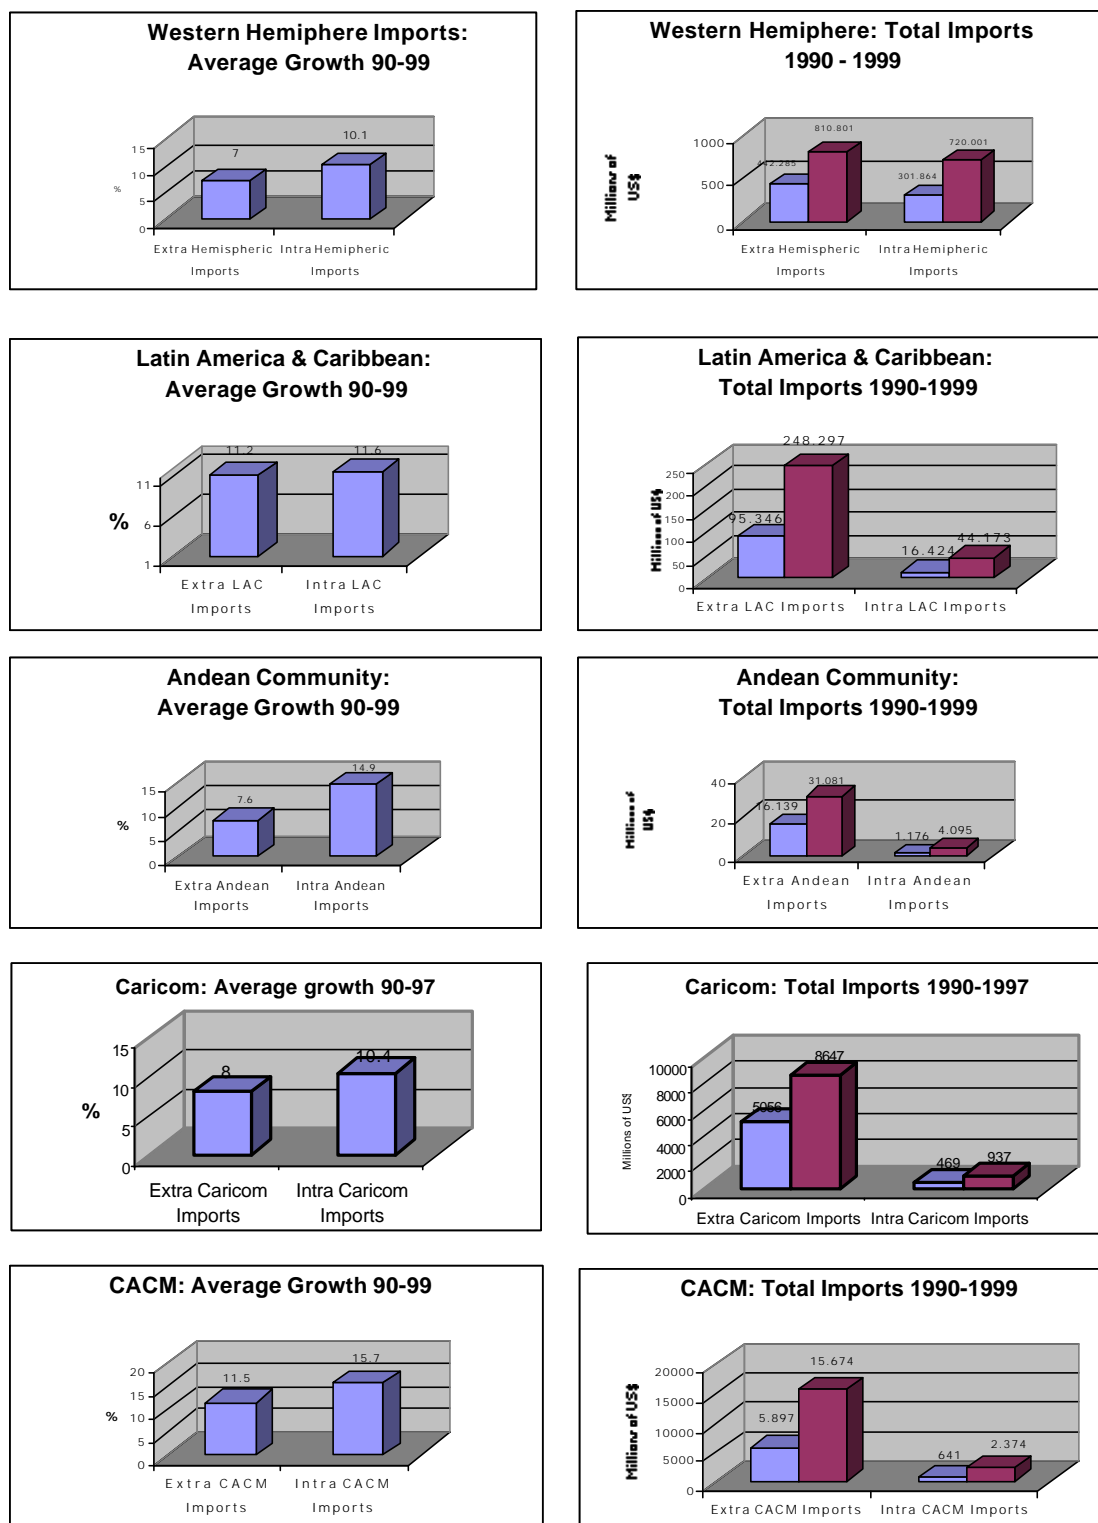 Western Hemiphere Imports:
Average Growth 90-99
15
10
5
0
%
7
10.1
Extra Hemispheric Imports
Intra Hemipheric Imports
Western Hemiphere: Total Imports
1990 - 1999
Millions of US$
1000
500
0
442.285
810.801
301.864
720.001
Extra Hemispheric Imports
Intra Hemipheric Imports
Latin America & Caribbean:
Average Growth 90-99
%
11
6
1
11.2
11.6
Extra LAC Imports
Intra LAC Imports
Latin America & Caribbean:
Total Imports 1990-1999
Millions of US$
250
200
150
100
50
0
95.346
248.297
16.424
44.173
Extra LAC Imports
Intra LAC Imports
Andean Community:
Average Growth 90-99
%
15
10
5
0
7.6
14.9
Extra Andean Imports
Intra Andean Imports
Andean Community:
Total Imports 1990-1999
Millions of US$
40
20
0
16.139
31.081
1.176
4.095
Extra Andean Imports
Intra Andean Imports
Caricom: Average growth 90-97
%
15
10
5
0
8
10.4
Extra Caricom Imports
Intra Caricom Imports
Caricom: Total Imports 1990-1997
Millions of US$
10000
8000
6000
4000
2000
0
5056
8647
469
937
Extra Caricom Imports
Intra Caricom Imports
CACM: Average Growth 90-99
%
20
15
10
5
0
11.5
15.7
Extra CACM Imports
Intra CACM Imports
CACM: Total Imports 1990-1999
Millions of US$
20000
15000
10000
5000
0
5.897
15.674
641
2.374
Extra CACM Imports
Intra CACM Imports